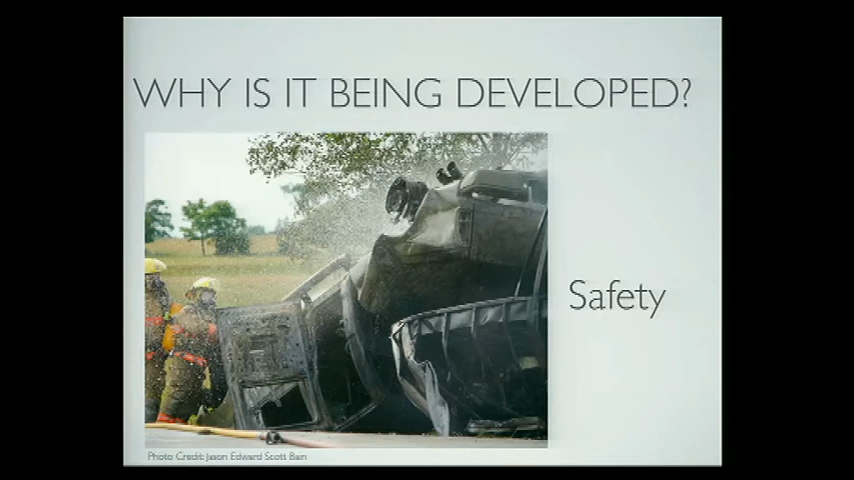 WHY IS IT BEING DEVELOPED?
Safety
Photo Credit: Jason Edward Scott Bain